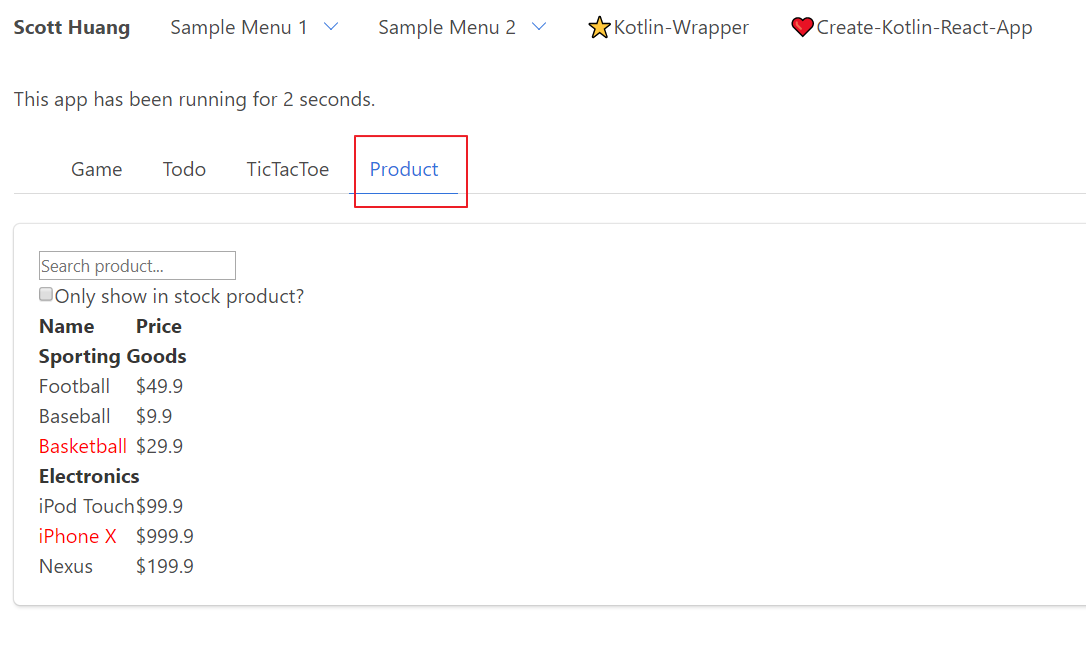 Scott Huang Sample Menu 1 Sample Menu 2 Kotlin-Wrapper Create-Kotlin-React-App
This app has been running for 2 seconds.
Game Todo TicTacToe Product
Search product...
Only show in stock product?
Name Price
Sporting Goods
Football $49.9
Baseball $9.9
Basketball $29.9
Electronics
iPod Touch $99.9
iPhone X $999.9
Nexus $199.9